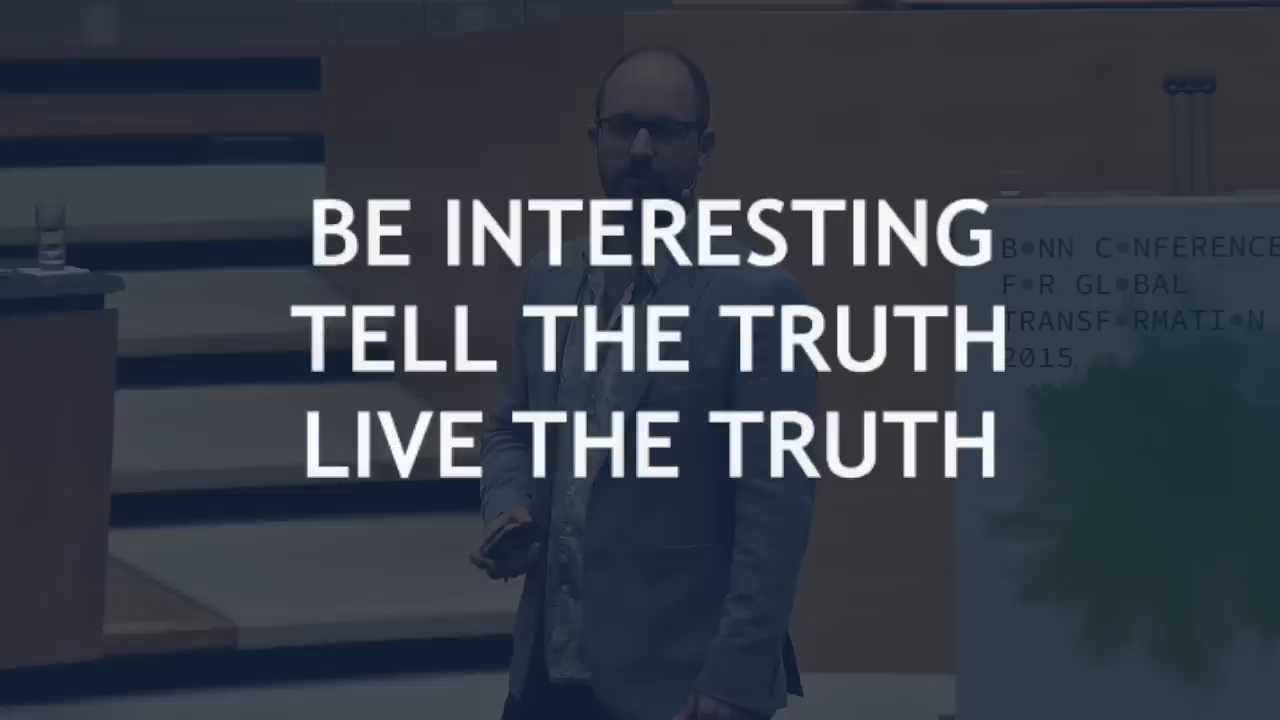 BE INTERESTING
TELL THE TRUTH
LIVE THE TRUTH
B•NN C•NFERENCE
F•R GL•BAL
TRANSF•RMATI•N
2015